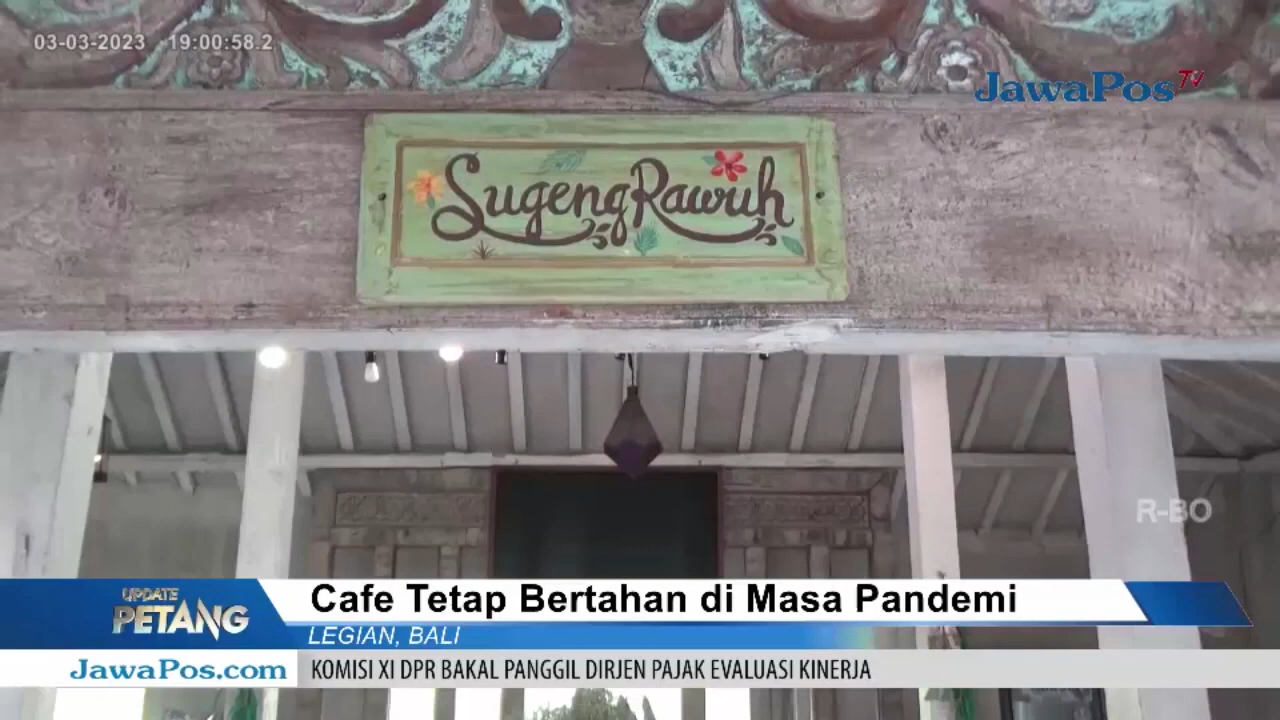 03-03-2023 19:00:58.2
JawaPos TV
Sugeng Rawuh
R-BO
UPDATE
PETANG
Cafe Tetap Bertahan di Masa Pandemi
LEGIAN, BALI
JawaPos.com
KOMISI XI DPR BAKAL PANGGIL DIRJEN PAJAK EVALUASI KINERJA